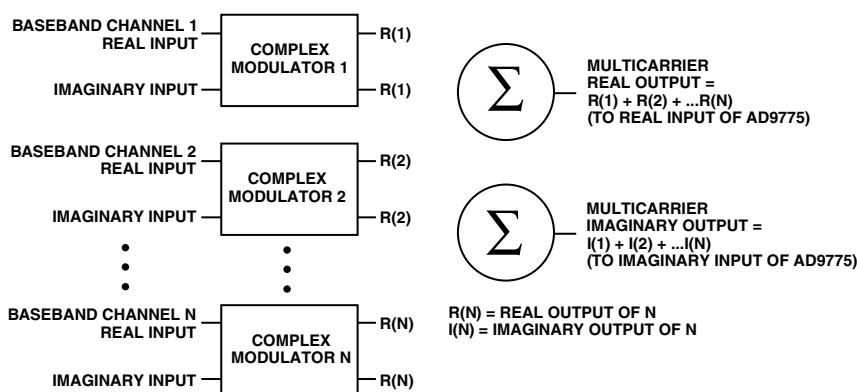 BASEBAND CHANNEL 1
REAL INPUT
IMAGINARY INPUT
COMPLEX
MODULATOR 1
R(1)
R(1)
BASEBAND CHANNEL 2
REAL INPUT
IMAGINARY INPUT
COMPLEX
MODULATOR 2
R(2)
R(2)
BASEBAND CHANNEL N
REAL INPUT
IMAGINARY INPUT
COMPLEX
MODULATOR N
R(N)
R(N)
Σ
MULTICARRIER
REAL OUTPUT =
R(1) + R(2) + ...R(N)
(TO REAL INPUT OF AD9775)
Σ
MULTICARRIER
IMAGINARY OUTPUT =
I(1) + I(2) + ...I(N)
(TO IMAGINARY INPUT OF AD9775)
R(N) = REAL OUTPUT OF N
I(N) = IMAGINARY OUTPUT OF N